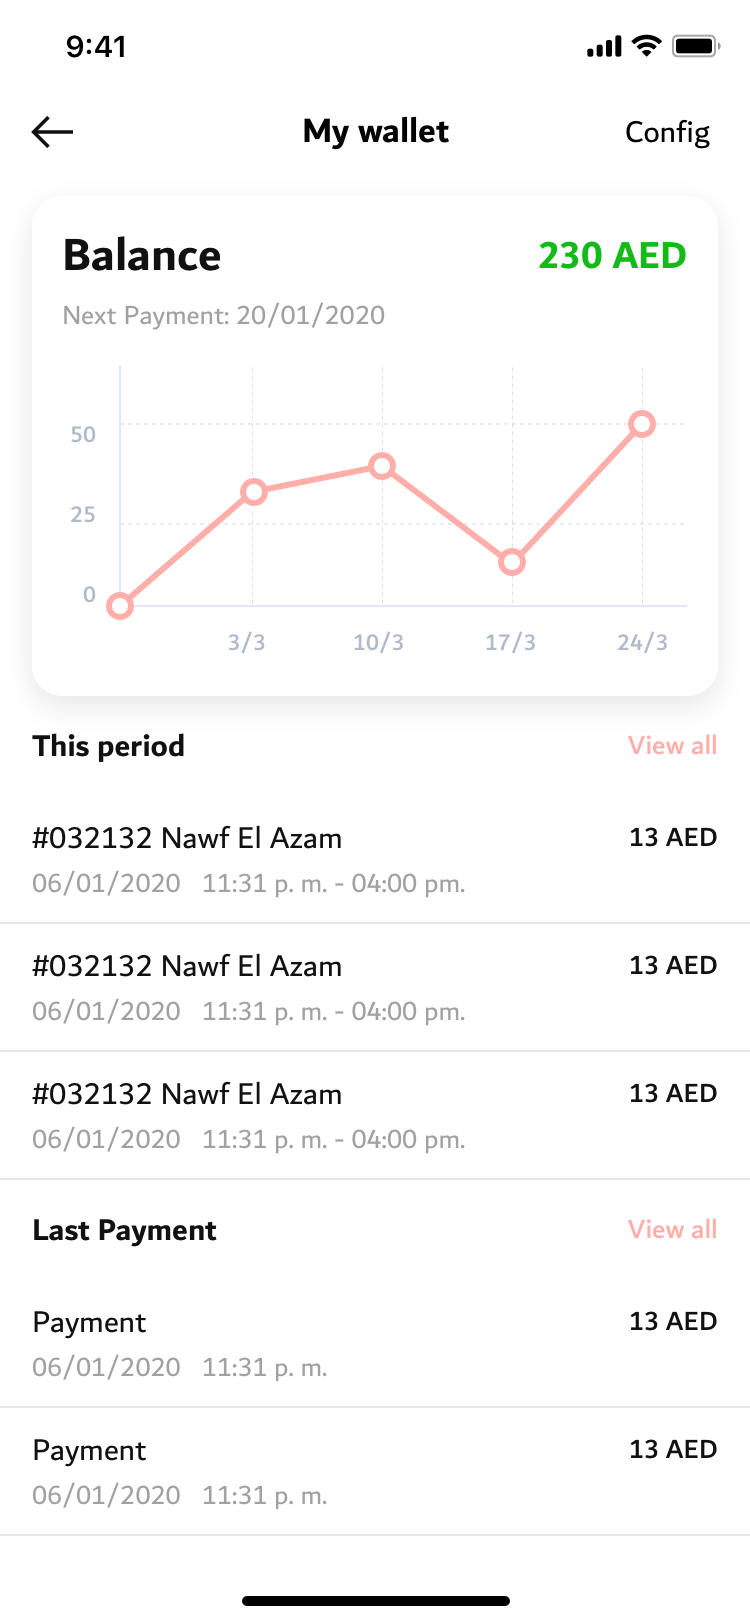 9:41
My wallet
Config
Balance
230 AED
Next Payment: 20/01/2020
50
25
0
3/3
10/3
17/3
24/3
This period
View all
#032132 Nawf El Azam
13 AED
06/01/2020 11:31 p. m. - 04:00 pm.
#032132 Nawf El Azam
13 AED
06/01/2020 11:31 p. m. - 04:00 pm.
#032132 Nawf El Azam
13 AED
06/01/2020 11:31 p. m. - 04:00 pm.
Last Payment
View all
Payment
13 AED
06/01/2020 11:31 p. m.
Payment
13 AED
06/01/2020 11:31 p. m.